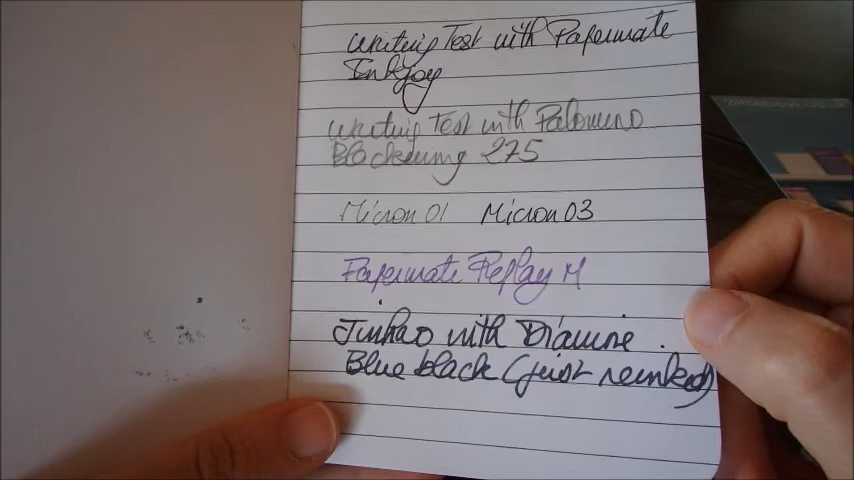 Writing Test with Papermate
InkJoy
Writing Test with Palomino
Blackwing 275
Micron 01 Micron 03
Papermate Replay M
Jinhao with Diamine
Blue black (just reinked)